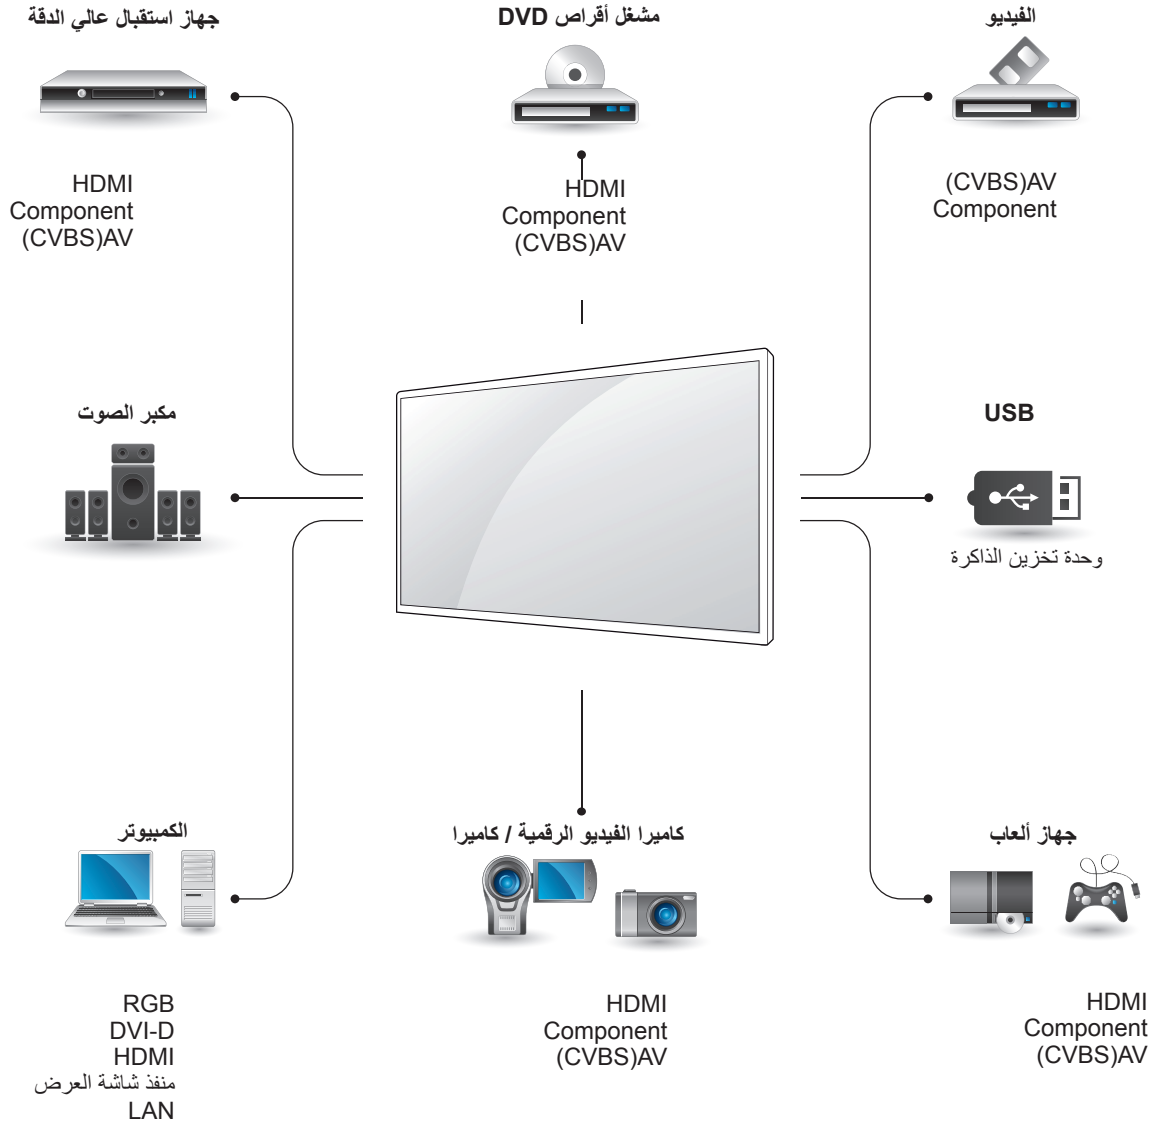 الفيديو
(CVBS)AV
Component
مشغل أقراص DVD
HDMI
Component
(CVBS)AV
جهاز استقبال عالي الدقة
HDMI
Component
(CVBS)AV
USB
وحدة تخزين الذاكرة
مكبر الصوت
جهاز ألعاب
HDMI
Component
(CVBS)AV
كاميرا الفيديو الرقمية / كاميرا
HDMI
Component
(CVBS)AV
الكمبيوتر
RGB
DVI-D
HDMI
منفذ شاشة العرض
LAN